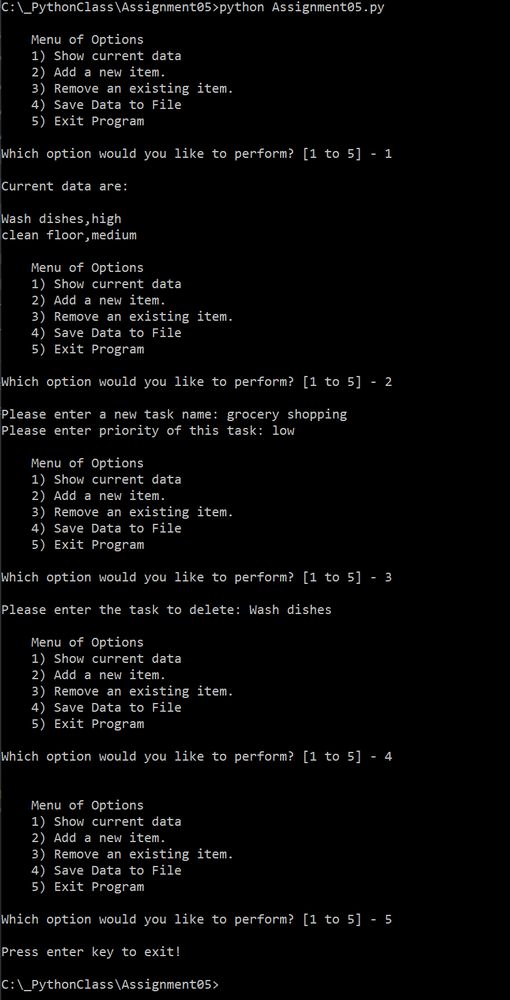 C:\_PythonClass\Assignment05>python Assignment05.py
Menu of Options
1) Show current data
2) Add a new item.
3) Remove an existing item.
4) Save Data to File
5) Exit Program
Which option would you like to perform? [1 to 5] - 1
Current data are:
Wash dishes,high
clean floor,medium
Menu of Options
1) Show current data
2) Add a new item.
3) Remove an existing item.
4) Save Data to File
5) Exit Program
Which option would you like to perform? [1 to 5] - 2
Please enter a new task name: grocery shopping
Please enter priority of this task: low
Menu of Options
1) Show current data
2) Add a new item.
3) Remove an existing item.
4) Save Data to File
5) Exit Program
Which option would you like to perform? [1 to 5] - 3
Please enter the task to delete: Wash dishes
Menu of Options
1) Show current data
2) Add a new item.
3) Remove an existing item.
4) Save Data to File
5) Exit Program
Which option would you like to perform? [1 to 5] - 4
Menu of Options
1) Show current data
2) Add a new item.
3) Remove an existing item.
4) Save Data to File
5) Exit Program
Which option would you like to perform? [1 to 5] - 5
Press enter key to exit!
C:\_PythonClass\Assignment05>